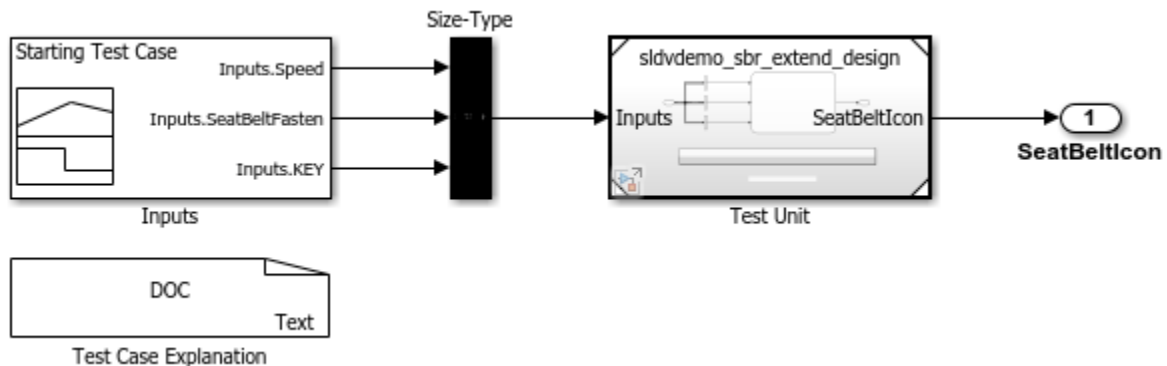 Size-Type
Starting Test Case
Inputs.Speed
Inputs.SeatBeltFasten
Inputs.KEY
Inputs
sldvdemo_sbr_extend_design
Inputs
SeatBeltIcon
Test Unit
1
SeatBeltIcon
DOC
Text
Test Case Explanation